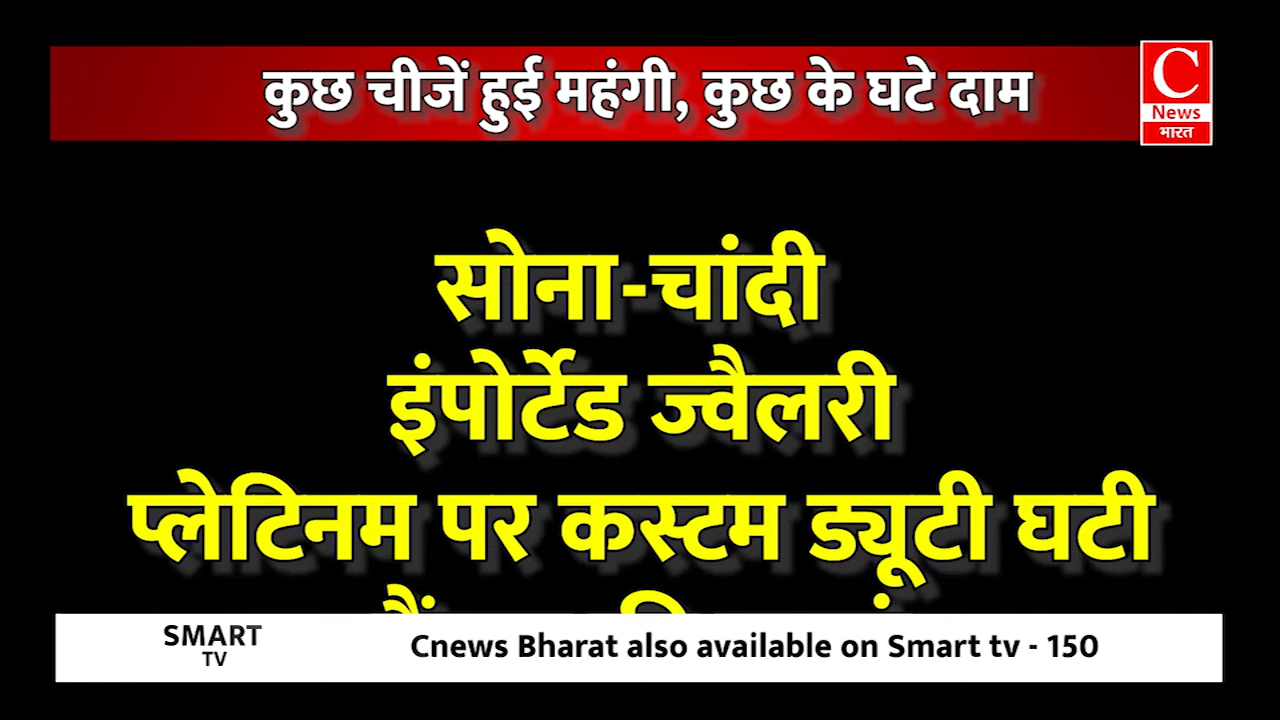 कुछ चीजें हुई महंगी, कुछ के घटे दाम
C
News
भारत
सोना-चांदी
इंपोर्टेड ज्वैलरी
प्लेटिनम पर कस्टम ड्यूटी घटी
SMART
TV
Cnews Bharat also available on Smart tv - 150